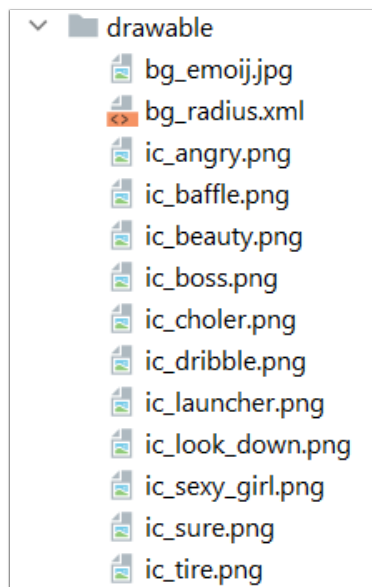 drawable
bg_emoij.jpg
bg_radius.xml
ic_angry.png
ic_baffle.png
ic_beauty.png
ic_boss.png
ic_choler.png
ic_dribble.png
ic_launcher.png
ic_look_down.png
ic_sexy_girl.png
ic_sure.png
ic_tire.png